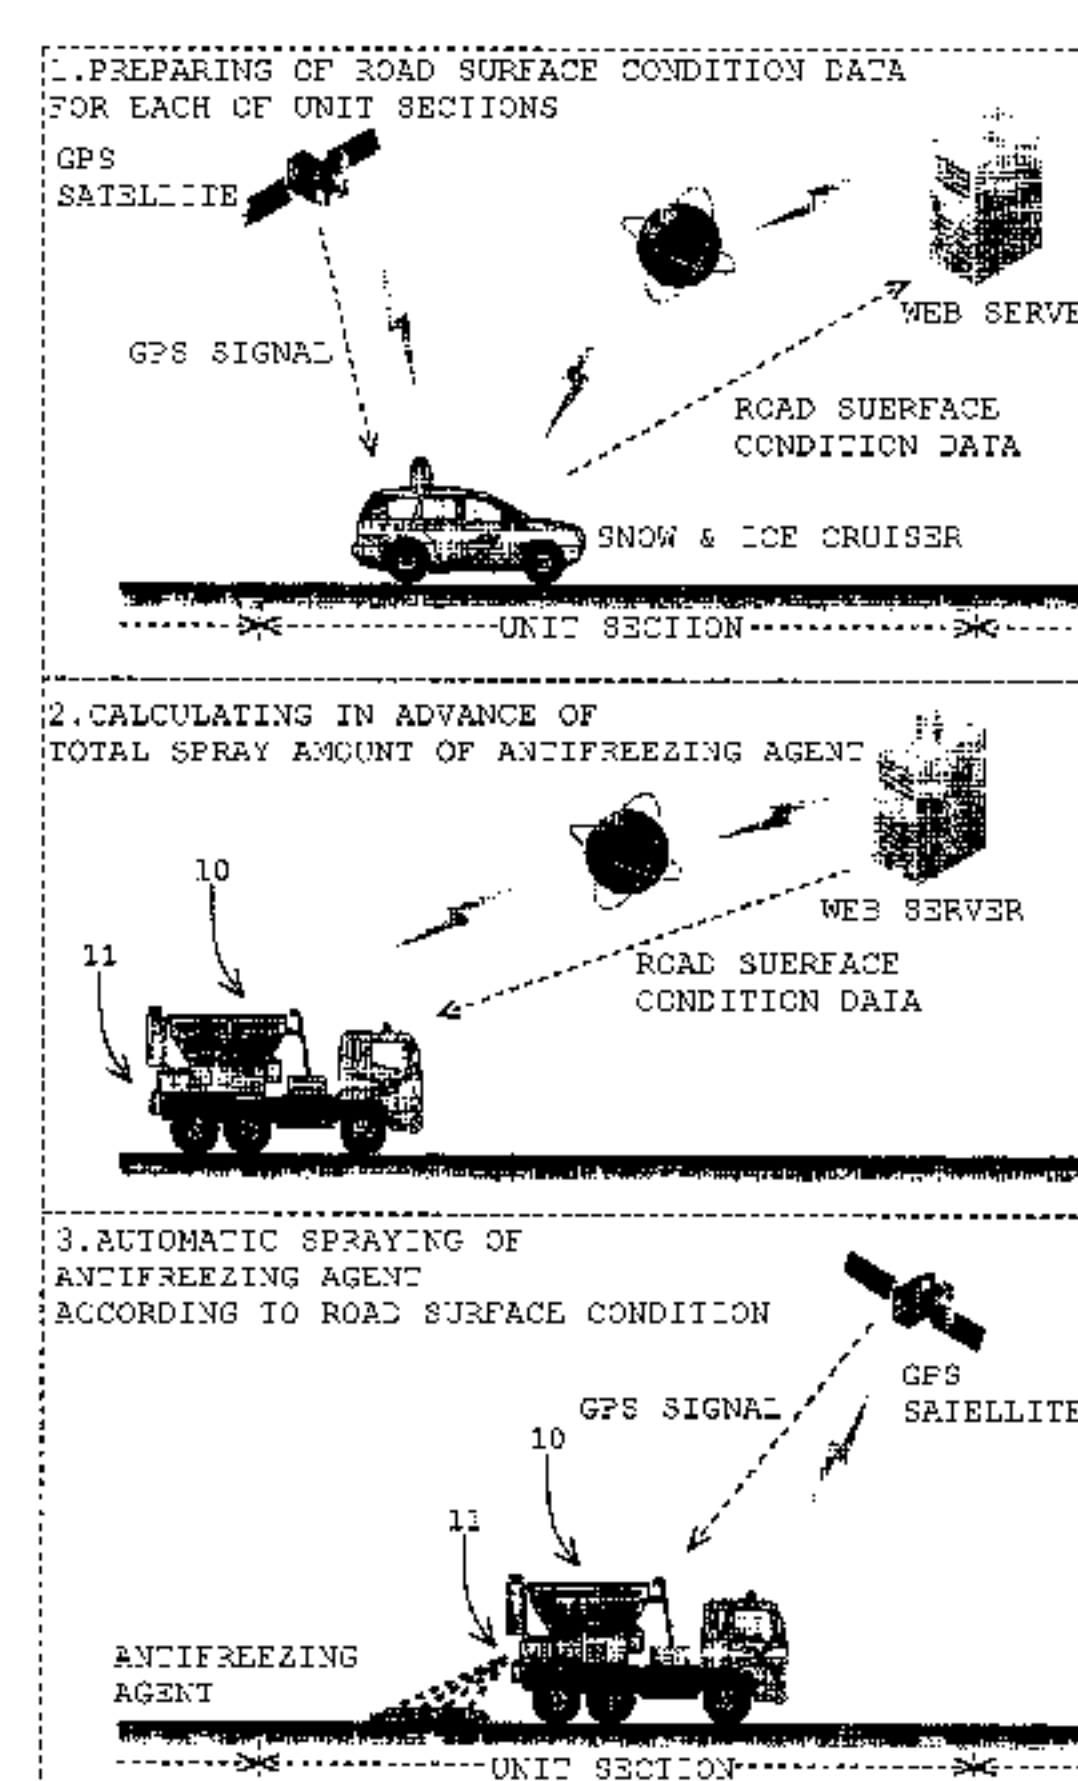 1.PREPARING OF ROAD SURFACE CONDITION DATA
FOR EACH OF UNIT SECTIONS
GPS
SATELLITE
WEB SERVE
GPS SIGNAL
ROAD SUERFACE
CONDITION DATA
SNOW & ICE CRUISER
UNIT SECTION
2.CALCULATING IN ADVANCE OF
TOTAL SPRAY AMOUNT OF ANTIFREEZING AGENT
10
11
WEB SERVER
ROAD SUERFACE
CONDITION DATA
3.AUTOMATIC SPRAYING OF
ANTIFREEZING AGENT
ACCORDING TO ROAD SURFACE CONDITION
GPS
SATELLITE
GPS SIGNAL
10
11
ANTIFREEZING
AGENT
UNIT SECTION